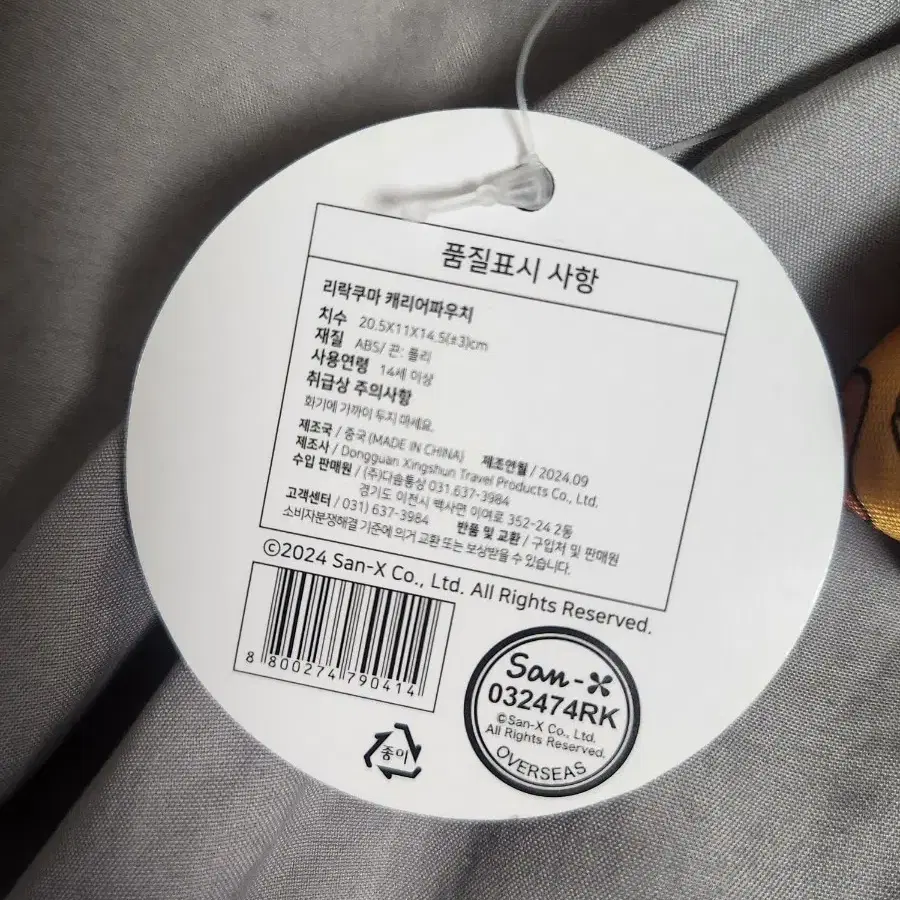 품질표시 사항
리락쿠마 캐리어파우치
치수 20.5X11X14.5(±3)cm
재질 ABS/ 끈: 폴리
사용연령 14세 이상
취급상 주의사항
화기에 가까이 두지 마세요.
제조국 / 중국 (MADE IN CHINA) 제조연월 / 2024.09
제조사 / Dongguan Xingshun Travel Products Co., Ltd.
수입 판매원 / (주)다솔통상 031.637-3984
경기도 이천시 백사면 이여로 352-24 2동
고객센터 / 031) 637-3984 반품 및 교환 / 구입처 및 판매원
소비자분쟁해결 기준에 의거 교환 또는 보상받을 수 있습니다.
©2024 San-X Co., Ltd. All Rights Reserved.
8 800274 790414
종이
San-X
032474RK
©San-X Co., Ltd.
All Rights Reserved.
OVERSEAS